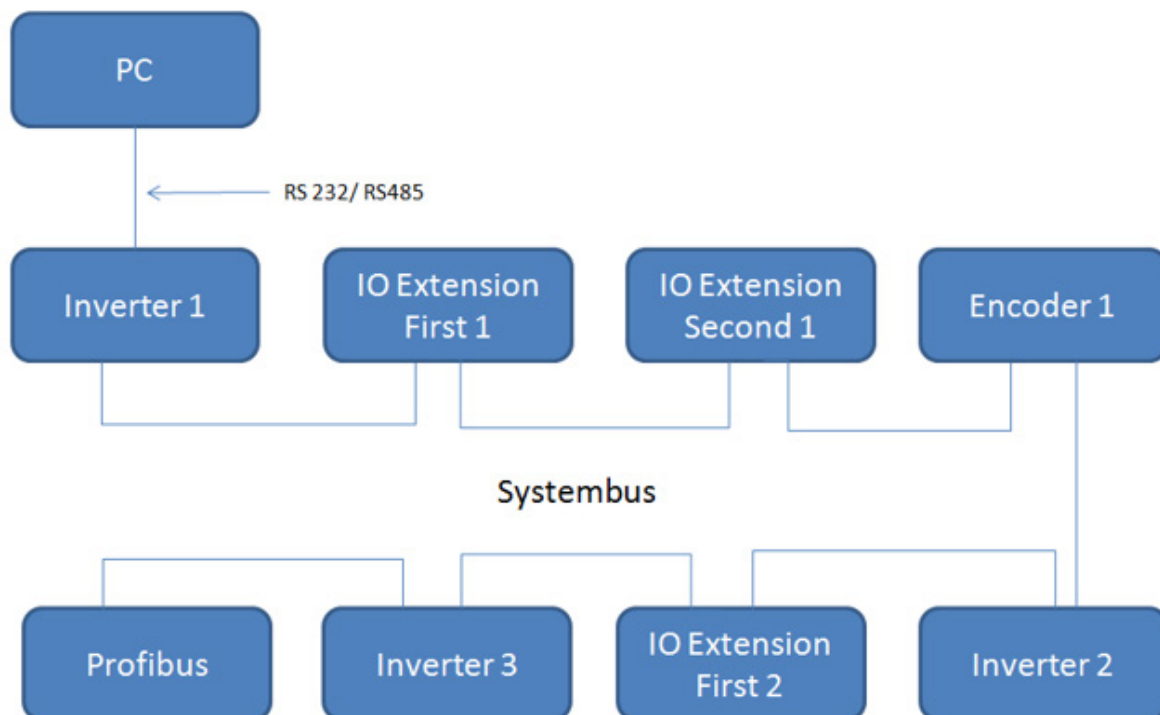 PC
RS 232/ RS485
Inverter 1
IO Extension
First 1
IO Extension
Second 1
Encoder 1
Systembus
Profibus
Inverter 3
IO Extension
First 2
Inverter 2